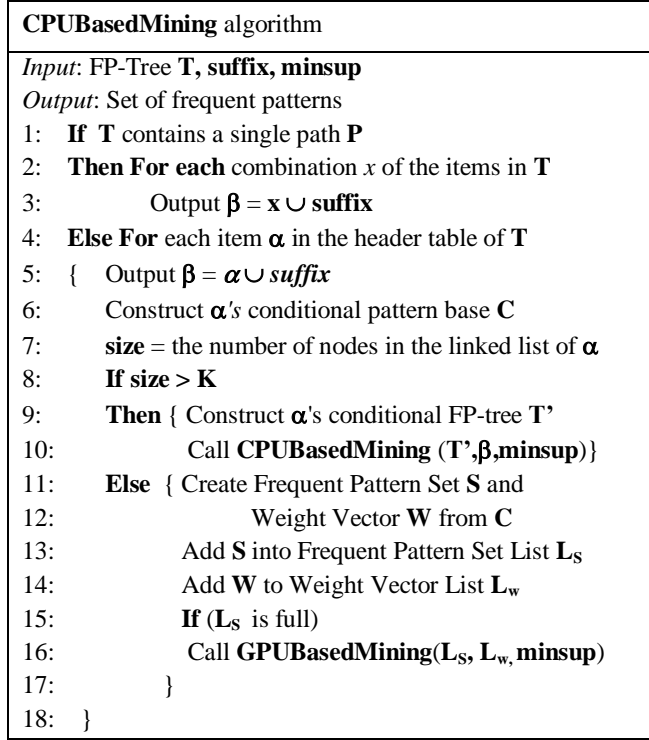 CPUBasedMining algorithm
Input: FP-Tree T, suffix, minsup
Output: Set of frequent patterns
1: If T contains a single path P
2: Then For each combination x of the items in T
3: Output β = x ∪ suffix
4: Else For each item α in the header table of T
5: { Output β = α ∪ suffix
6: Construct α's conditional pattern base C
7: size = the number of nodes in the linked list of α
8: If size > K
9: Then { Construct α's conditional FP-tree T’
10: Call CPUBasedMining (T’,β,minsup)}
11: Else { Create Frequent Pattern Set S and
12: Weight Vector W from C
13: Add S into Frequent Pattern Set List LS
14: Add W to Weight Vector List Lw
15: If (LS is full)
16: Call GPUBasedMining(LS, Lw, minsup)
17: }
18: }